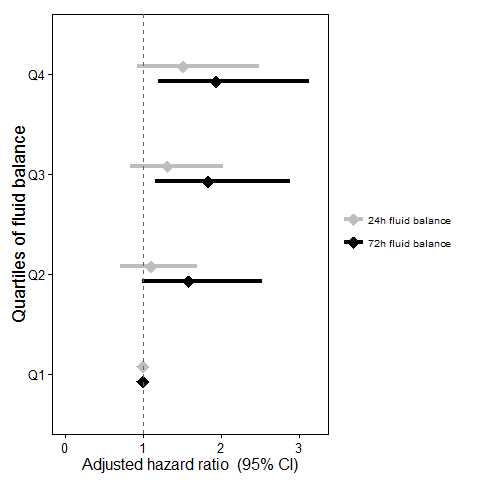 Quartiles of fluid balance
Q4
Q3
Q2
Q1
0 1 2 3
Adjusted hazard ratio (95% CI)
24h fluid balance
72h fluid balance